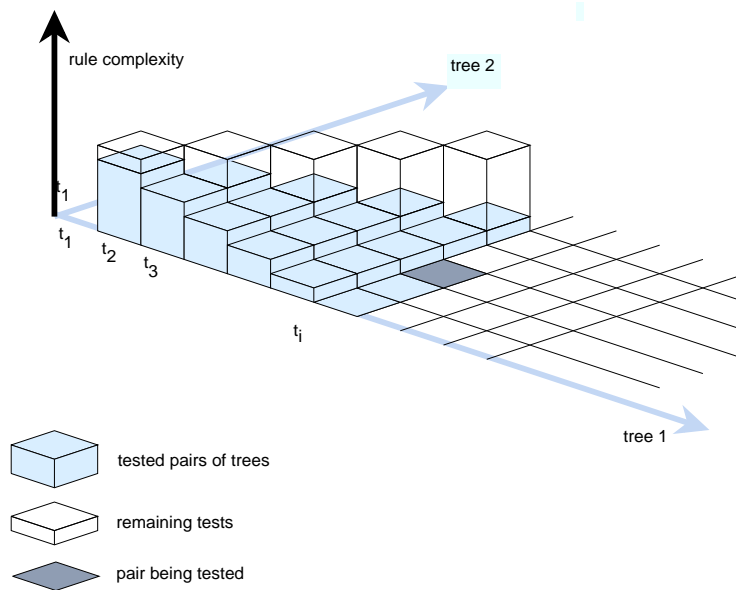 rule complexity
tree 2
t1
t1
t2
t3
ti
tree 1
tested pairs of trees
remaining tests
pair being tested